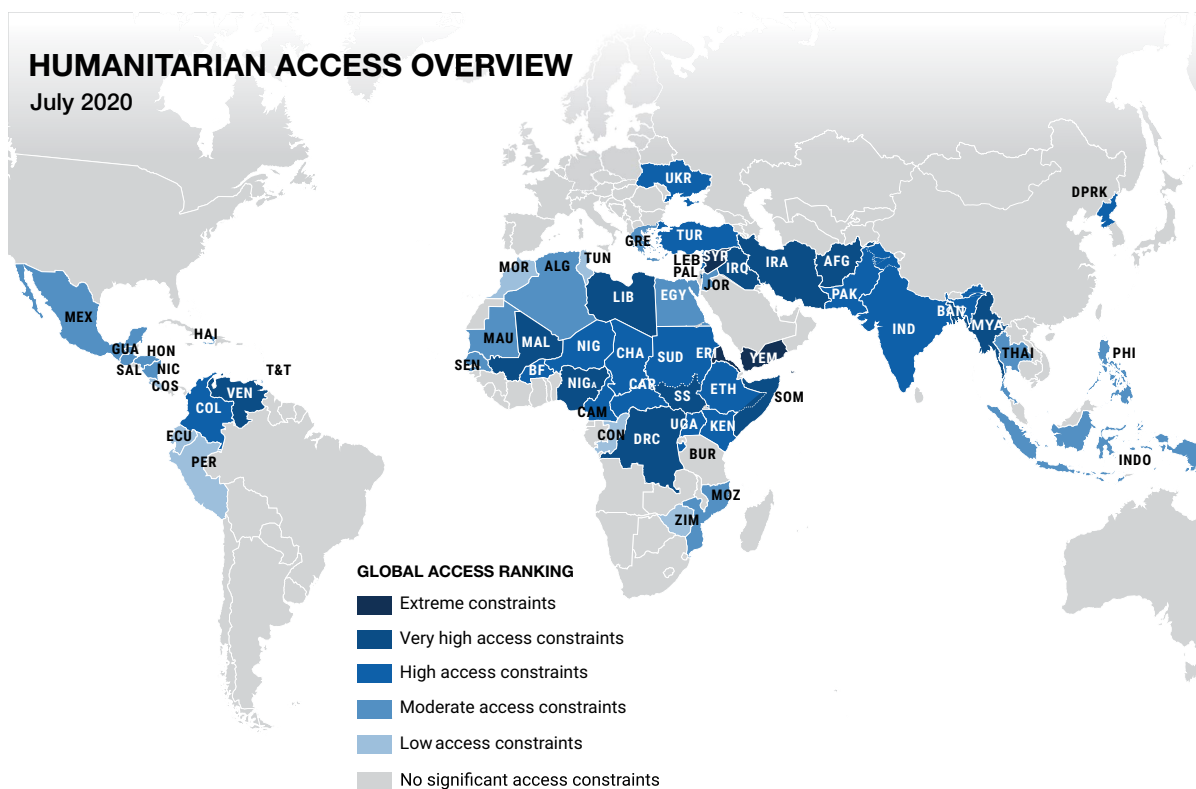 HUMANITARIAN ACCESS OVERVIEW
July 2020
UKR
DPRK
GRE
TUR
MOR
ALG
TUN
LEB
SYR
PAL
IRQ
IRA
AFG
JOR
LIB
EGY
PAK
MEX
IND
BAN
MYA
HAI
MAU
MAL
NIG
CHA
SUD
ERI
YEM
THAI
PHI
GUA
HON
SAL
NIC
COS
T&T
SEN
BF
NIGA
CAR
SS
ETH
SOM
VEN
COL
CAM
UGA
KEN
ECU
CON
DRC
BUR
PER
INDO
MOZ
ZIM
GLOBAL ACCESS RANKING
Extreme constraints
Very high access constraints
High access constraints
Moderate access constraints
Low access constraints
No significant access constraints